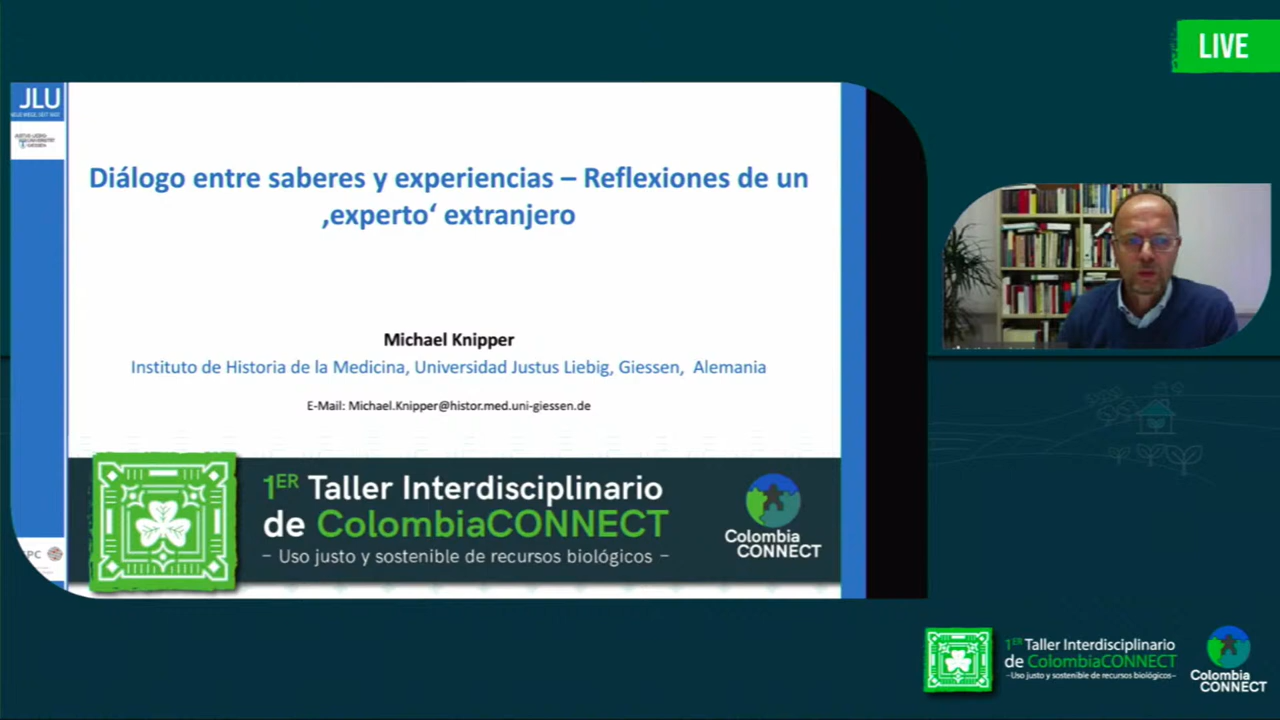 LIVE
JLU
Diálogo entre saberes y experiencias – Reflexiones de un
‚experto‘ extranjero
Michael Knipper
Instituto de Historia de la Medicina, Universidad Justus Liebig, Giessen, Alemania
E-Mail: Michael.Knipper@histor.med.uni-giessen.de
1ER Taller Interdisciplinario
de ColombiaCONNECT
– Uso justo y sostenible de recursos biológicos –
Colombia
CONNECT
PC
1ER Taller Interdisciplinario
de ColombiaCONNECT
–Uso justo y sostenible de recursos biológicos–
Colombia
CONNECT